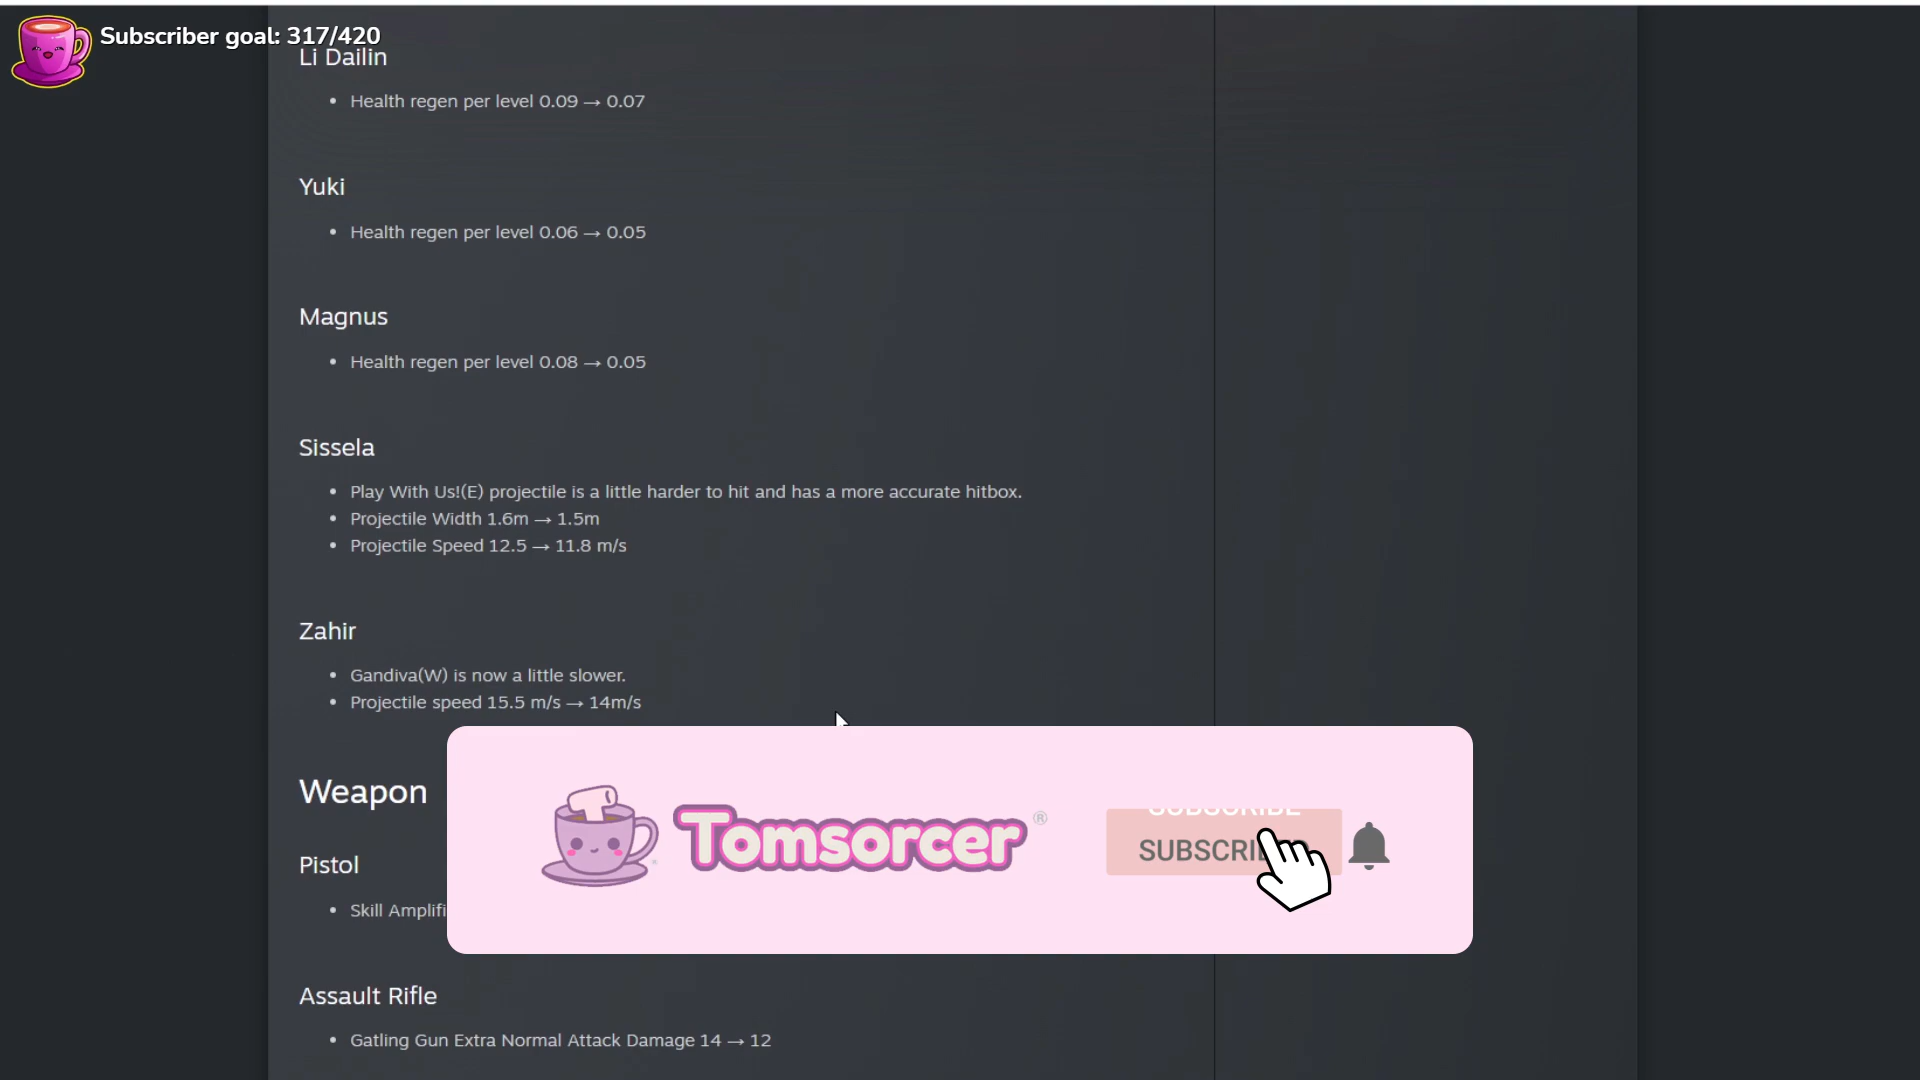 Subscriber goal: 317/420
Li Dailin
Health regen per level 0.09 → 0.07
Yuki
Health regen per level 0.06 → 0.05
Magnus
Health regen per level 0.08 → 0.05
Sissela
Play With Us!(E) projectile is a little harder to hit and has a more accurate hitbox.
Projectile Width 1.6m → 1.5m
Projectile Speed 12.5 → 11.8 m/s
Zahir
Gandiva(W) is now a little slower.
Projectile speed 15.5 m/s → 14m/s
Weapon
Tomsorcer ®
SUBSCRIBE
Pistol
Skill Amplifi
Assault Rifle
Gatling Gun Extra Normal Attack Damage 14 → 12